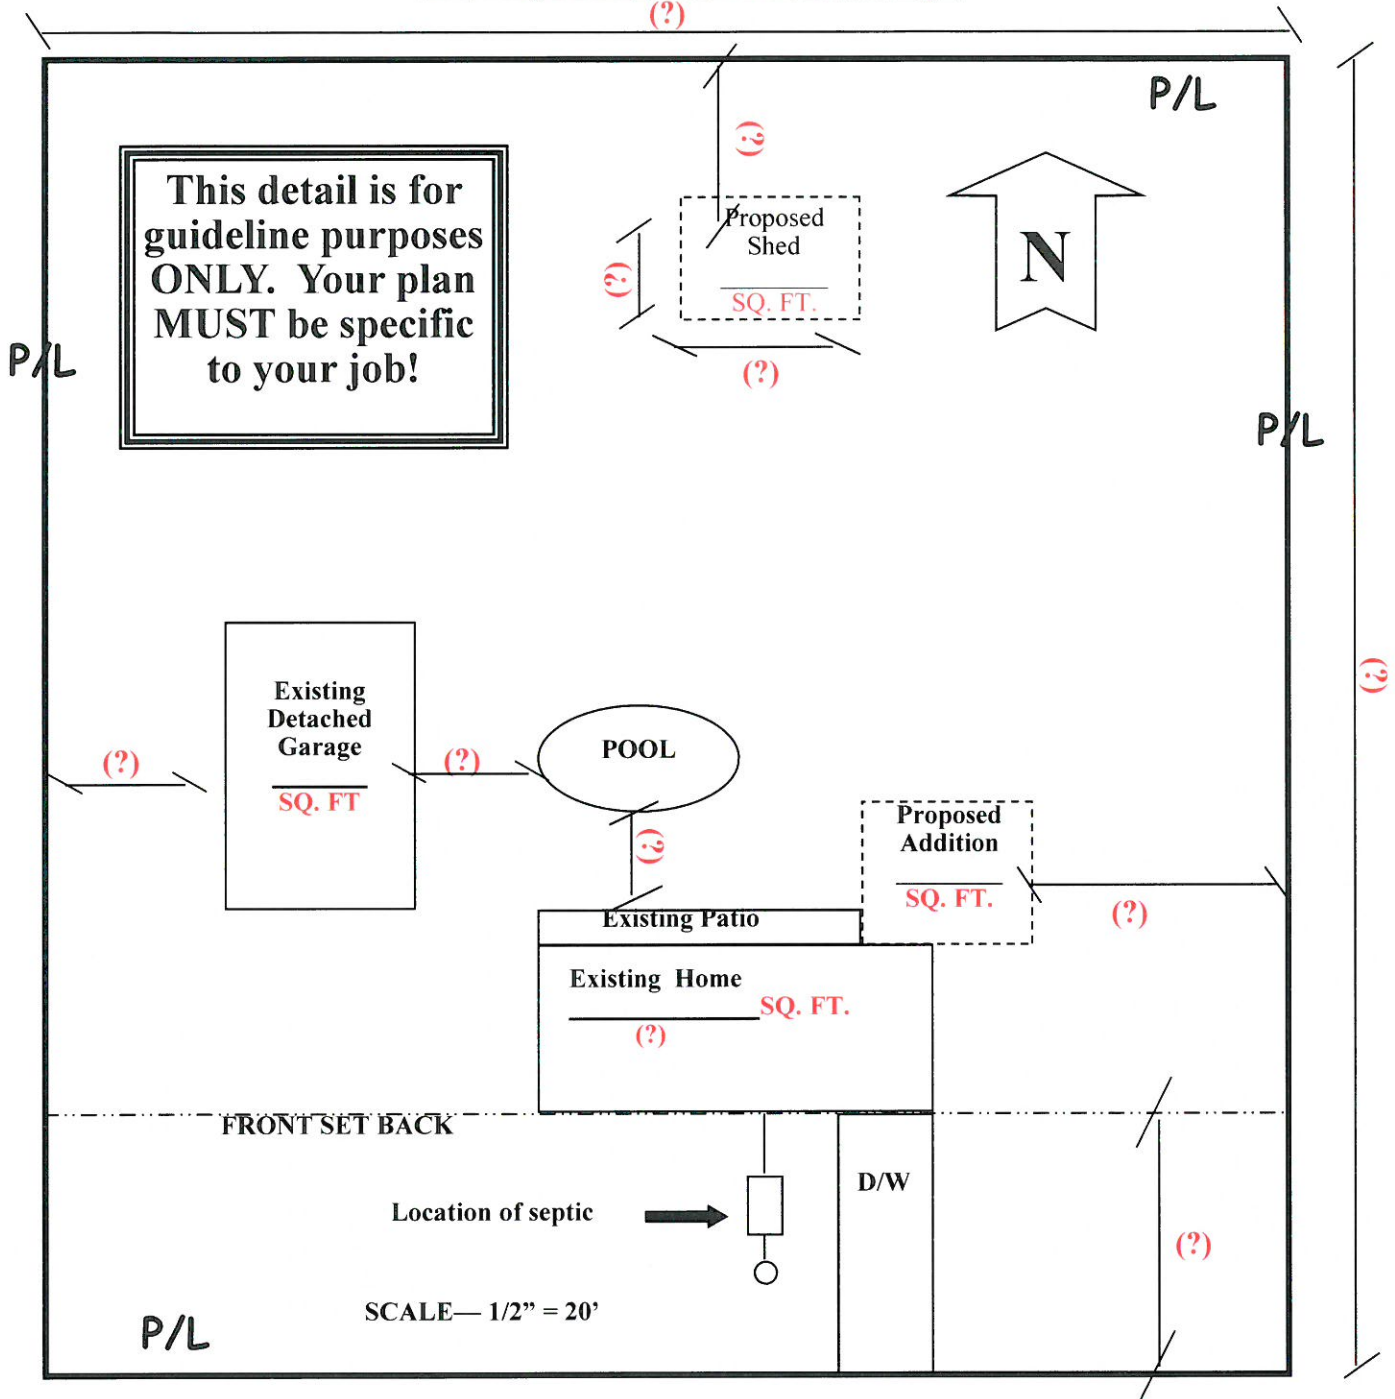 (?)
P/L
This detail is for
guideline purposes
ONLY. Your plan
MUST be specific
to your job!
(?)
Proposed
Shed
SQ. FT.
(?)
(?)
N
P/L
P/L
(?)
Existing
Detached
Garage
SQ. FT
(?)
(?)
POOL
(?)
Proposed
Addition
SQ. FT.
(?)
Existing Patio
Existing Home
SQ. FT.
(?)
FRONT SET BACK
D/W
Location of septic
(?)
SCALE— 1/2” = 20’
P/L